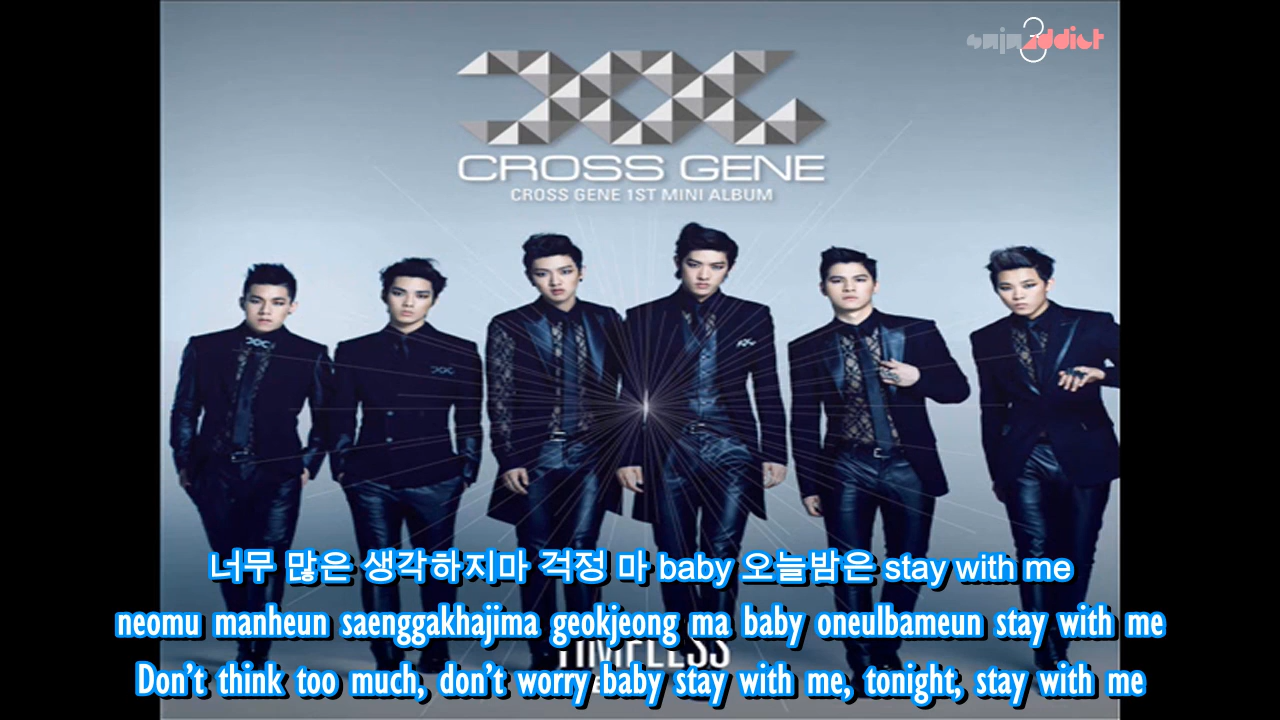 suju3ddict
CROSS GENE
CROSS GENE 1ST MINI ALBUM
너무 많은 생각하지마 걱정 마 baby 오늘밤은 stay with me
neomu manheun saenggakhajima geokjeong ma baby oneulbameun stay with me
TIMELESS
Don't think too much, don't worry baby stay with me, tonight, stay with me